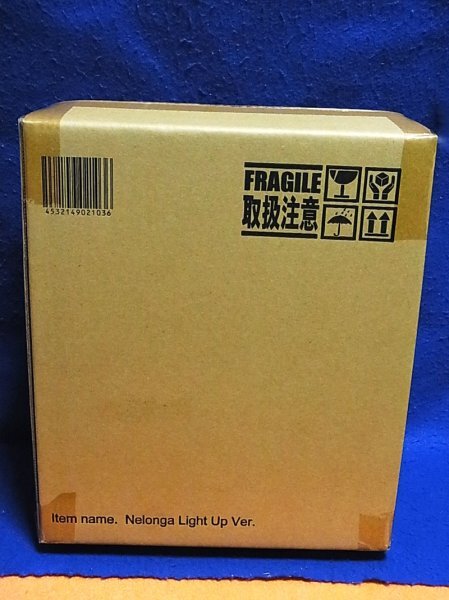 4532149021036
FRAGILE
取扱注意
Item name. Nelonga Light Up Ver.